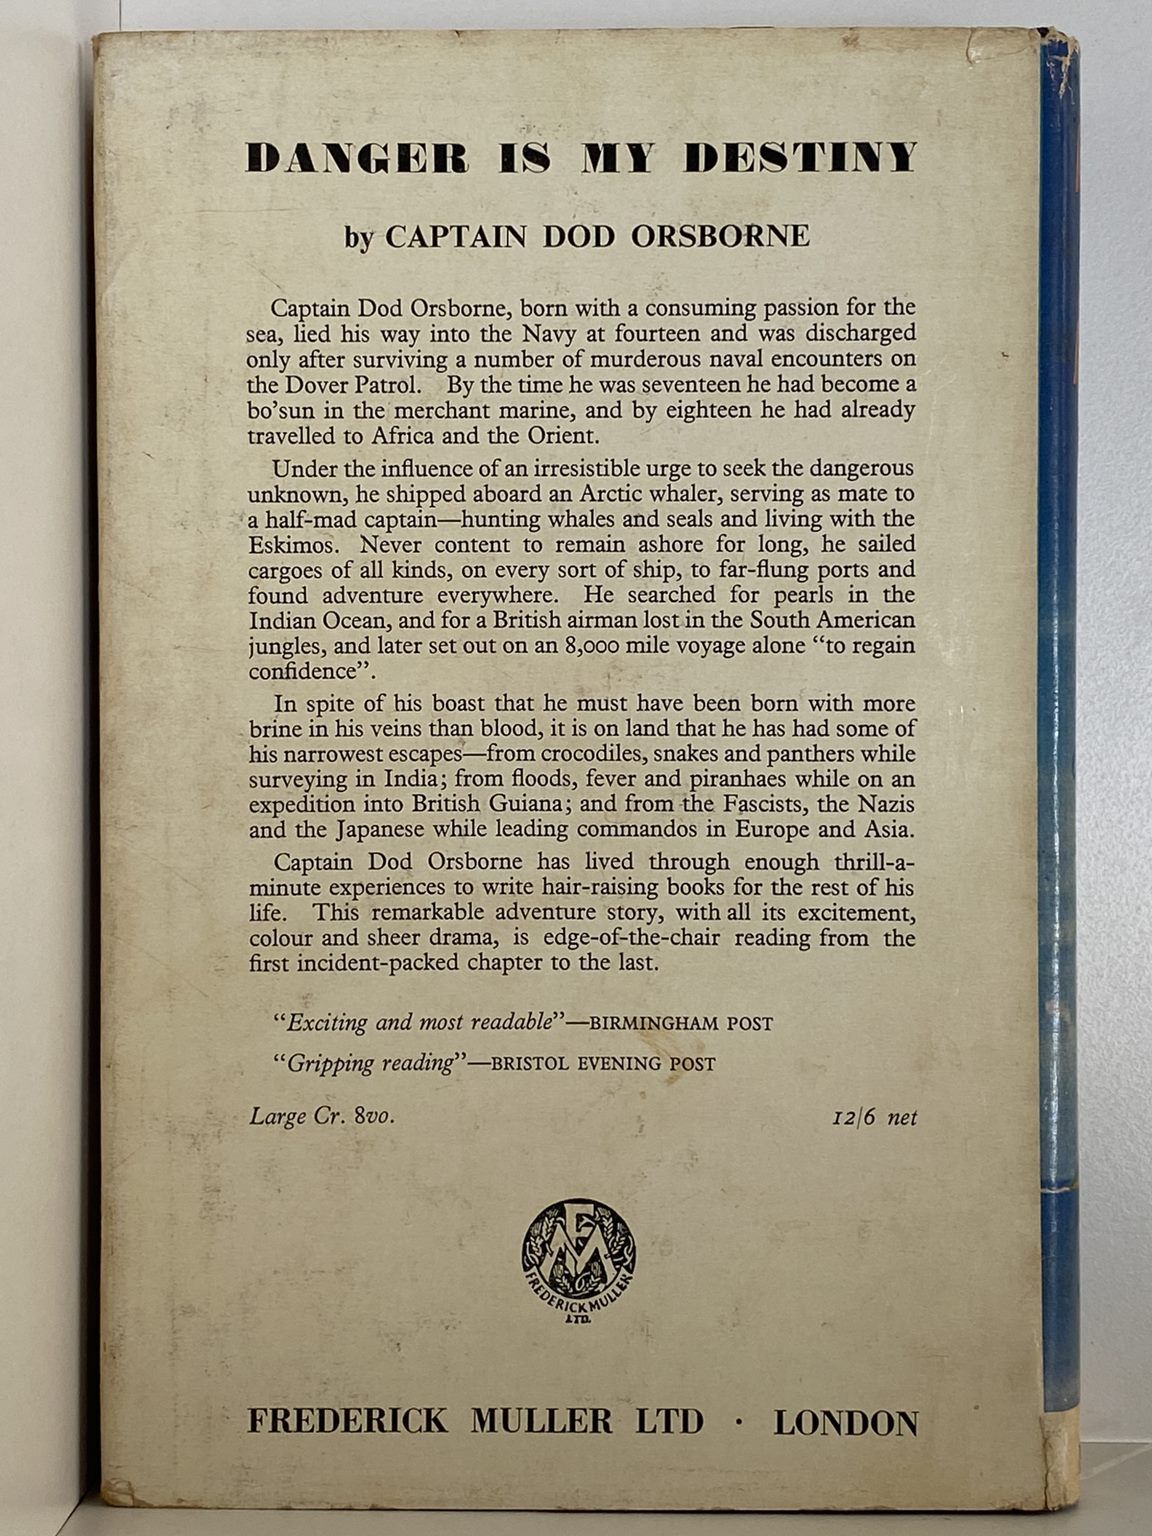 DANGER IS MY DESTINY
by CAPTAIN DOD ORSBORNE
Captain Dod Orsborne, born with a consuming passion for the
sea, lied his way into the Navy at fourteen and was discharged
only after surviving a number of murderous naval encounters on
the Dover Patrol. By the time he was seventeen he had become a
bo'sun in the merchant marine, and by eighteen he had already
travelled to Africa and the Orient.
Under the influence of an irresistible urge to seek the dangerous
unknown, he shipped aboard an Arctic whaler, serving as mate to
a half-mad captain—hunting whales and seals and living with the
Eskimos. Never content to remain ashore for long, he sailed
cargoes of all kinds, on every sort of ship, to far-flung ports and
found adventure everywhere. He searched for pearls in the
Indian Ocean, and for a British airman lost in the South American
jungles, and later set out on an 8,000 mile voyage alone “to regain
confidence”.
In spite of his boast that he must have been born with more
brine in his veins than blood, it is on land that he has had some of
his narrowest escapes—from crocodiles, snakes and panthers while
surveying in India; from floods, fever and piranhaes while on an
expedition into British Guiana; and from the Fascists, the Nazis
and the Japanese while leading commandos in Europe and Asia.
Captain Dod Orsborne has lived through enough thrill-a-
minute experiences to write hair-raising books for the rest of his
life. This remarkable adventure story, with all its excitement,
colour and sheer drama, is edge-of-the-chair reading from the
first incident-packed chapter to the last.
“Exciting and most readable”—BIRMINGHAM POST
“Gripping reading”—BRISTOL EVENING POST
Large Cr. 8vo. 12/6 net
FM
FREDERICK MULLER
LTD.
FREDERICK MULLER LTD · LONDON